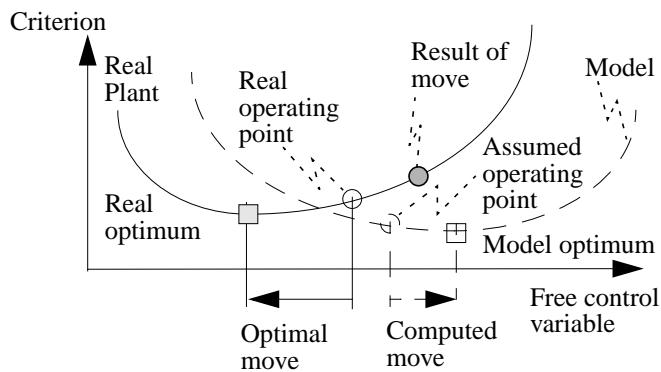 Criterion
Real
Plant
Real
operating
point
Result of
move
Model
Assumed
operating
point
Real
optimum
Model optimum
Free control
variable
Optimal
move
Computed
move